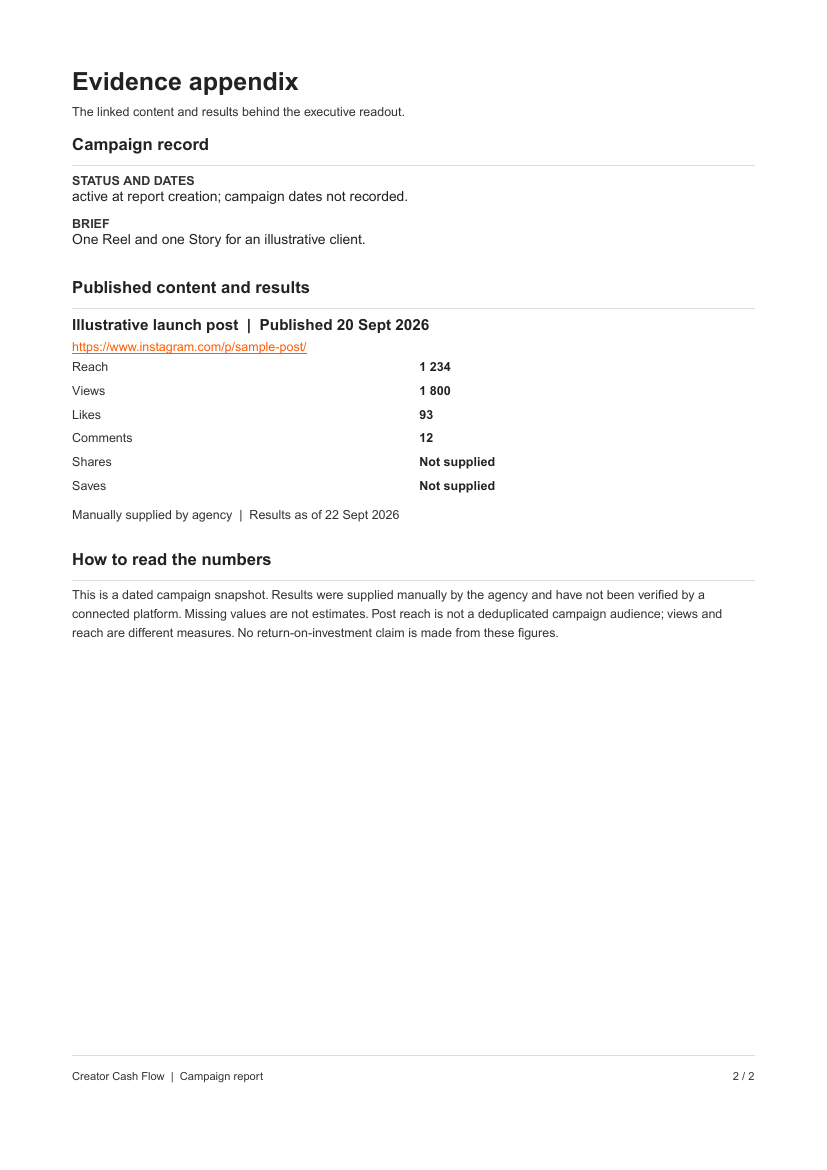 Evidence appendix
The linked content and results behind the executive readout.
Campaign record
STATUS AND DATES
active at report creation; campaign dates not recorded.
BRIEF
One Reel and one Story for an illustrative client.
Published content and results
Illustrative launch post | Published 20 Sept 2026
https://www.instagram.com/p/sample-post/
Reach 1 234
Views 1 800
Likes 93
Comments 12
Shares Not supplied
Saves Not supplied
Manually supplied by agency | Results as of 22 Sept 2026
How to read the numbers
This is a dated campaign snapshot. Results were supplied manually by the agency and have not been verified by a
connected platform. Missing values are not estimates. Post reach is not a deduplicated campaign audience; views and
reach are different measures. No return-on-investment claim is made from these figures.
Creator Cash Flow | Campaign report 2 / 2